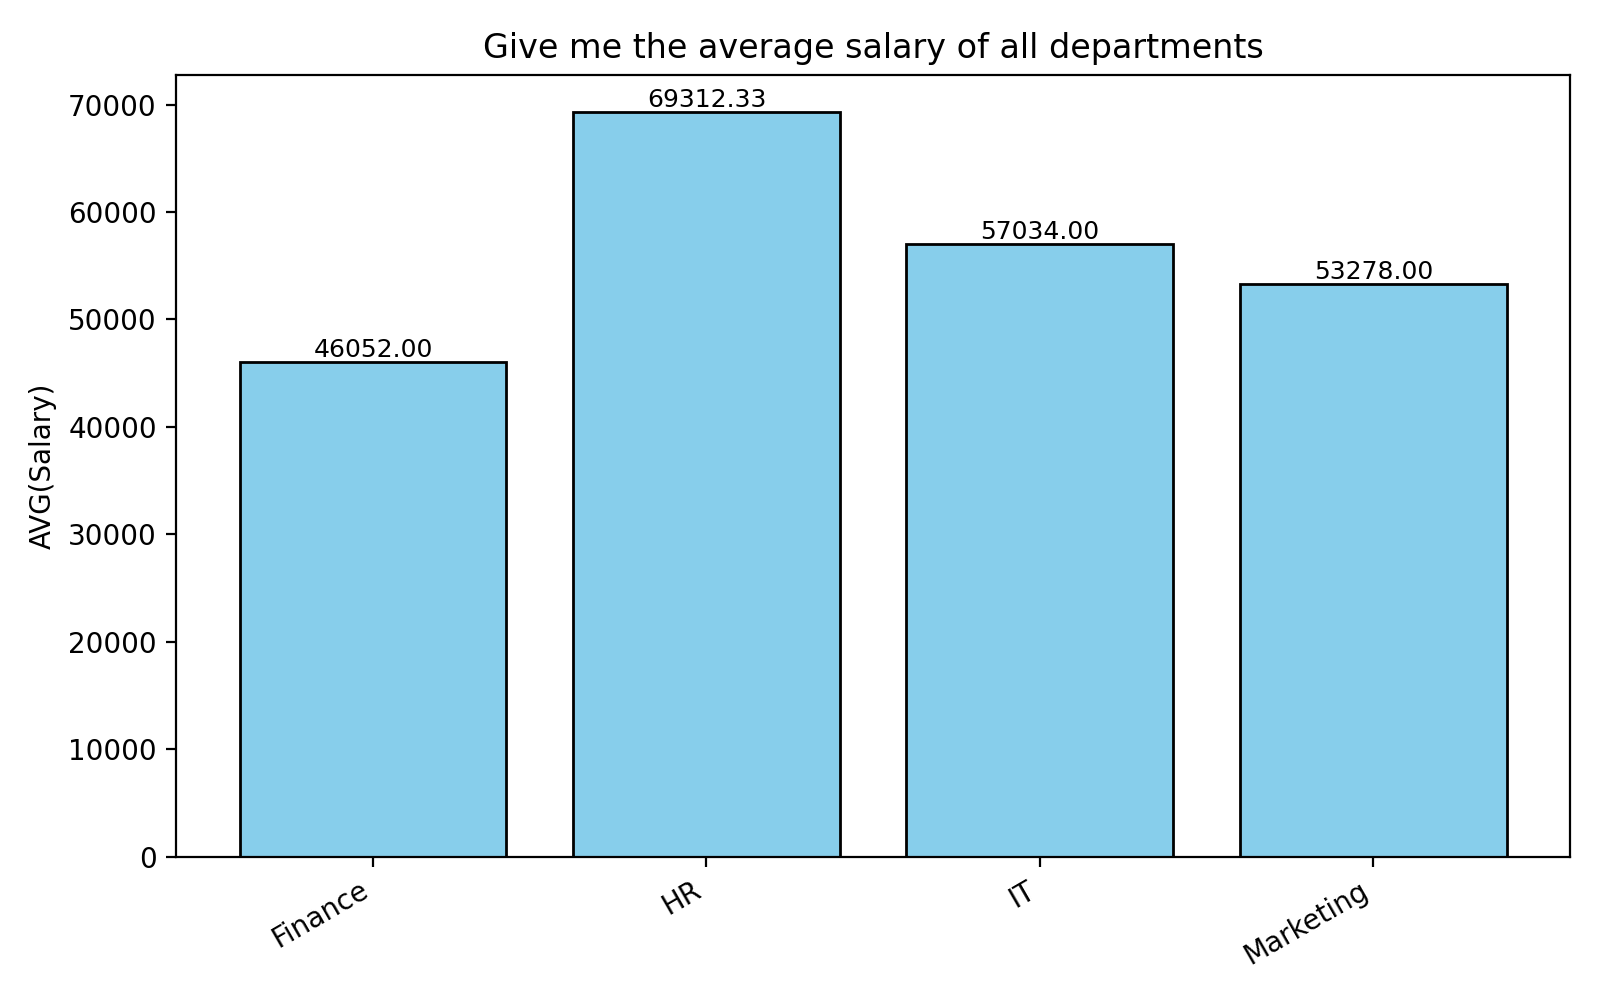 Give me the average salary of all departments
70000
60000
50000
40000
30000
20000
10000
0
AVG(Salary)
46052.00
69312.33
57034.00
53278.00
Finance
HR
IT
Marketing